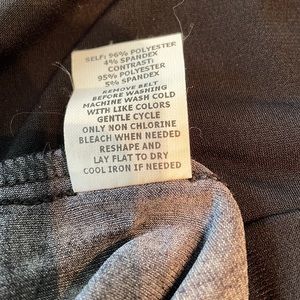 SELF: 96% POLYESTER
4% SPANDEX
CONTRAST:
95% POLYESTER
5% SPANDEX
REMOVE BELT
BEFORE WASHING
MACHINE WASH COLD
WITH LIKE COLORS
GENTLE CYCLE
ONLY NON CHLORINE
BLEACH WHEN NEEDED
RESHAPE AND
LAY FLAT TO DRY
COOL IRON IF NEEDED